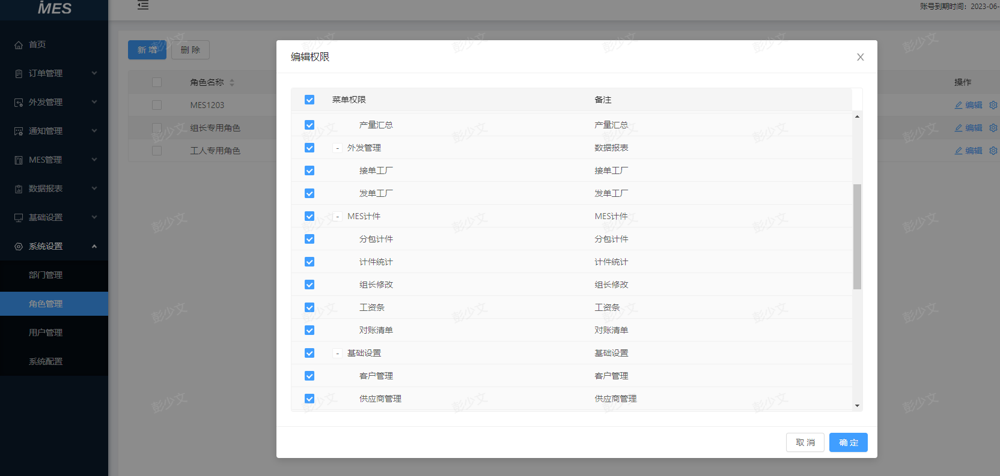 iMES
账号到期时间：2023-06-
首页
订单管理
外发管理
通知管理
MES管理
数据报表
基础设置
系统设置
部门管理
角色管理
用户管理
系统配置
新 增
删 除
角色名称
操作
MES1203
编辑
组长专用角色
编辑
工人专用角色
编辑
编辑权限
菜单权限 备注
产量汇总 产量汇总
- 外发管理 数据报表
接单工厂 接单工厂
发单工厂 发单工厂
- MES计件 MES计件
分包计件 分包计件
计件统计 计件统计
组长修改 组长修改
工资条 工资条
对账清单 对账清单
- 基础设置 基础设置
客户管理 客户管理
供应商管理 供应商管理
取 消
确 定
彭少文